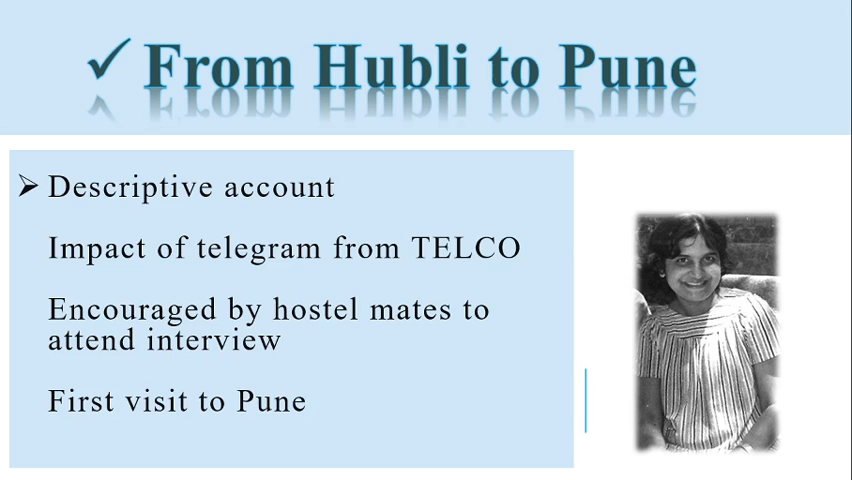 ✓ From Hubli to Pune
➢ Descriptive account
Impact of telegram from TELCO
Encouraged by hostel mates to
attend interview
First visit to Pune